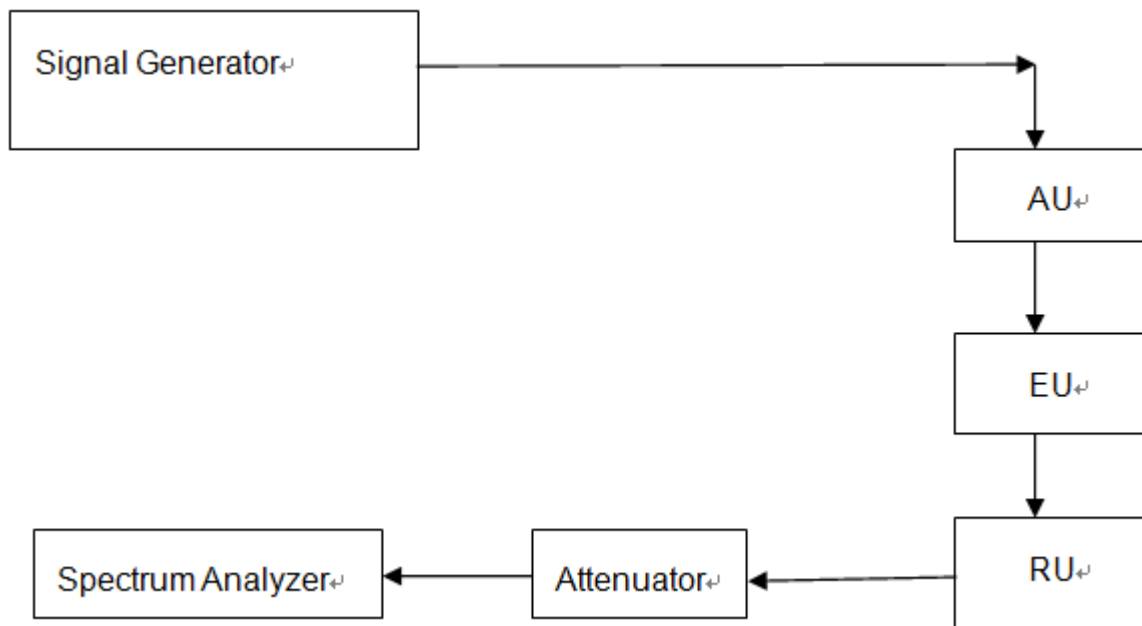 Signal Generator↵
AU↵
EU↵
RU↵
Attenuator↵
Spectrum Analyzer↵